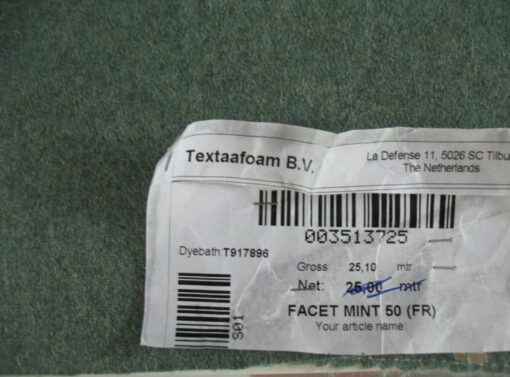 Textaafoam B.V.
La Defense 11, 5026 SC Tilbu
The Netherlands
003513725
Dyebath:T917896
Gross: 25,10 mtr
Net: 25,00 mtr
FACET MINT 50 (FR)
Your article name:
S01